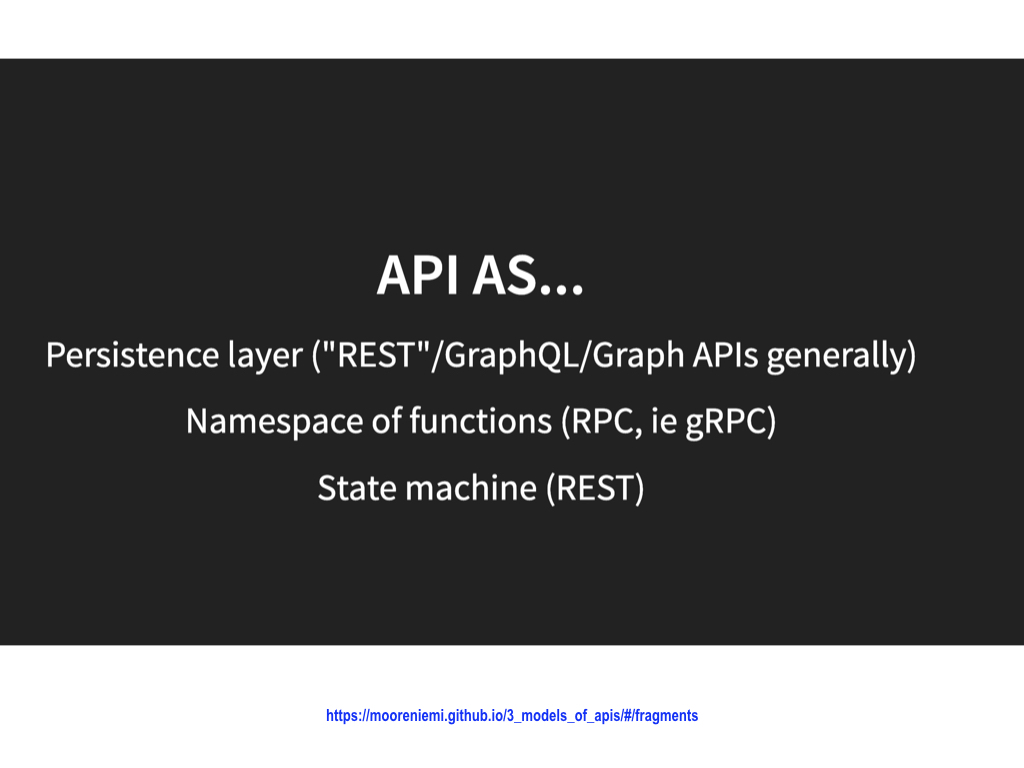 API AS...
Persistence layer ("REST"/GraphQL/Graph APIs generally)
Namespace of functions (RPC, ie gRPC)
State machine (REST)
https://mooreniemi.github.io/3_models_of_apis/#/fragments